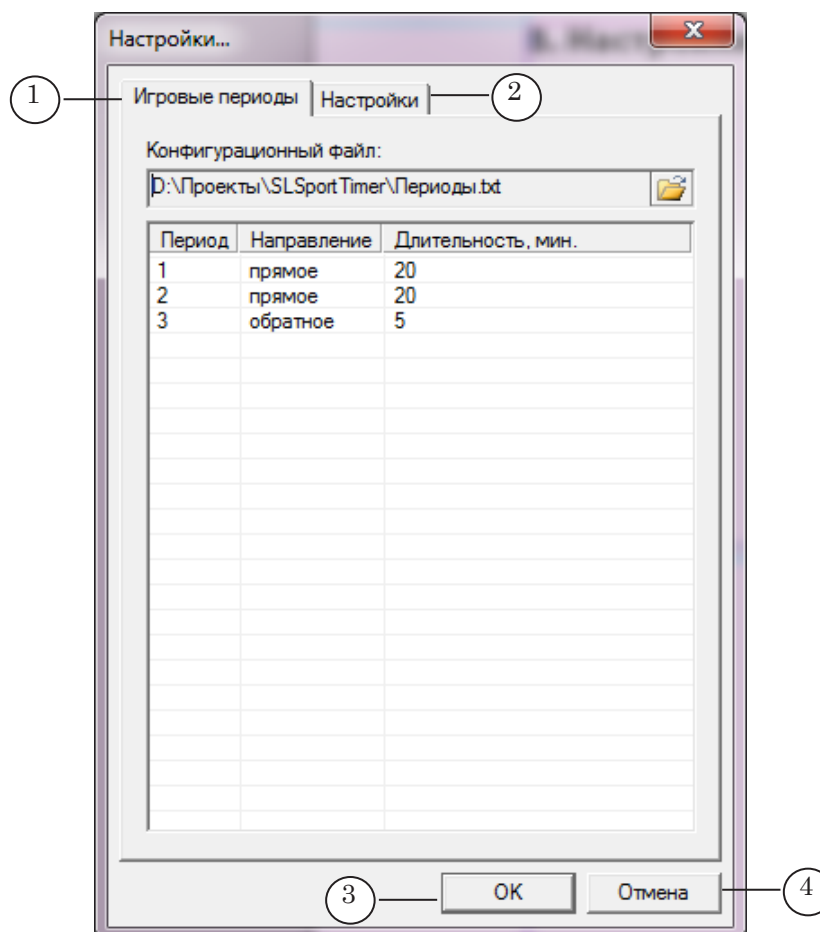 Настройки...
1 Игровые периоды Настройки 2
Конфигурационный файл:
D:\Проекты\SLSportTimer\Периоды.txt
Период Направление Длительность, мин.
1 прямое 20
2 прямое 20
3 обратное 5
3 OK Отмена 4